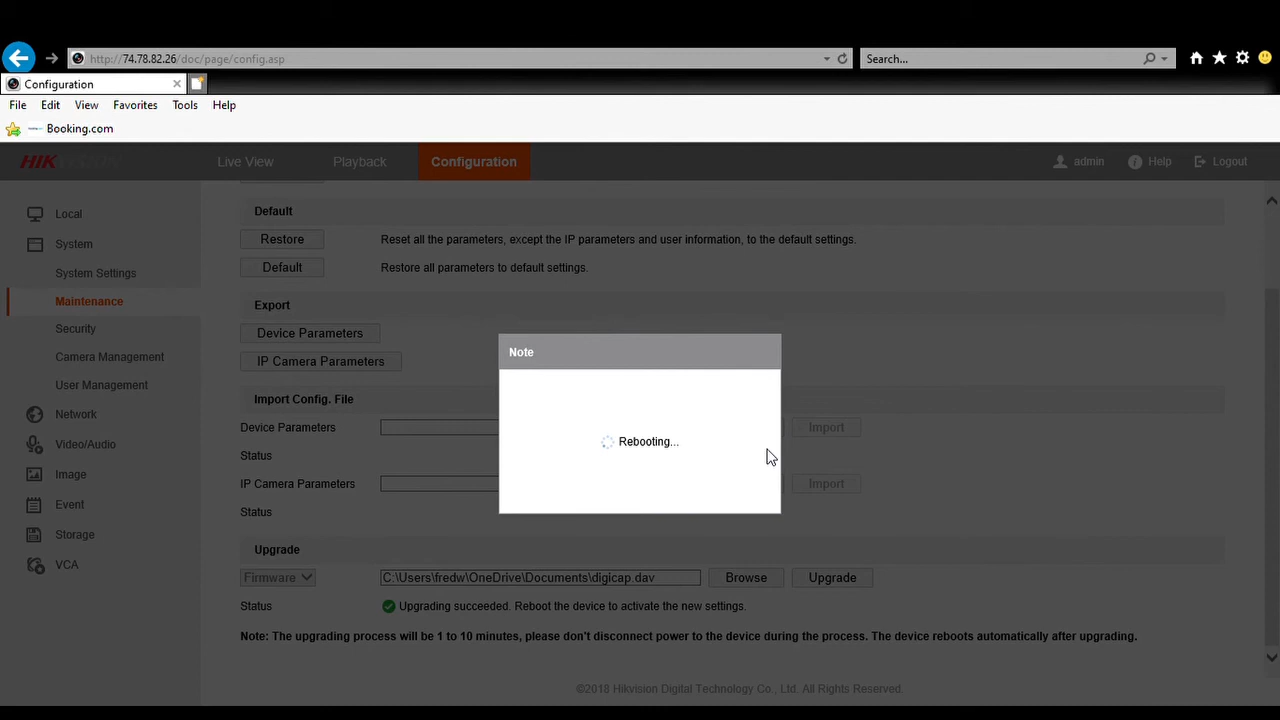 http://74.78.82.26/doc/page/config.asp
Search...
Configuration
File Edit View Favorites Tools Help
Booking.com
HIKVISION
Live View Playback Configuration admin Help Logout
Local
System
System Settings
Maintenance
Security
Camera Management
User Management
Network
Video/Audio
Image
Event
Storage
VCA
Default
Restore Reset all the parameters, except the IP parameters and user information, to the default settings.
Default Restore all parameters to default settings.
Export
Device Parameters
IP Camera Parameters
Import Config. File
Device Parameters Import
Status
IP Camera Parameters Import
Status
Note
Rebooting...
Upgrade
Firmware C:\Users\fredw\OneDrive\Documents\digicap.dav Browse Upgrade
Status Upgrading succeeded. Reboot the device to activate the new settings.
Note: The upgrading process will be 1 to 10 minutes, please don't disconnect power to the device during the process. The device reboots automatically after upgrading.
©2018 Hikvision Digital Technology Co., Ltd. All Rights Reserved.